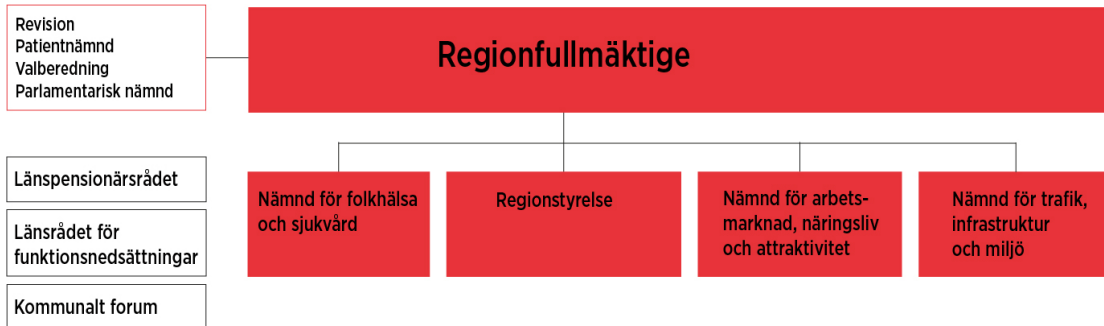 Revision
Patientnämnd
Valberedning
Parlamentarisk nämnd
Regionfullmäktige
Länspensionärsrådet
Länsrådet för
funktionsnedsättningar
Kommunalt forum
Nämnd för folkhälsa
och sjukvård
Regionstyrelse
Nämnd för arbets-
marknad, näringsliv
och attraktivitet
Nämnd för trafik,
infrastruktur
och miljö